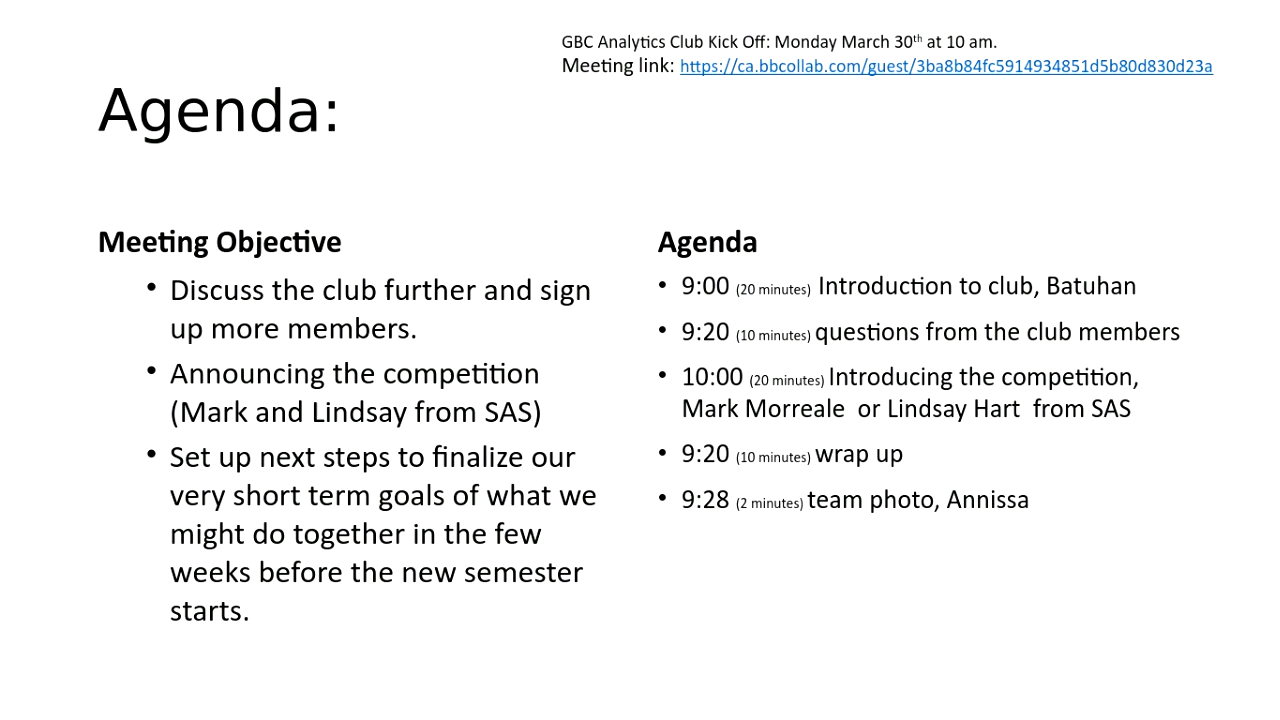 GBC Analytics Club Kick Off: Monday March 30th at 10 am.
Meeting link: https://ca.bbcollab.com/guest/3ba8b84fc5914934851d5b80d830d23a
Agenda:
Meeting Objective
• Discuss the club further and sign
up more members.
• Announcing the competition
(Mark and Lindsay from SAS)
• Set up next steps to finalize our
very short term goals of what we
might do together in the few
weeks before the new semester
starts.
Agenda
• 9:00 (20 minutes) Introduction to club, Batuhan
• 9:20 (10 minutes) questions from the club members
• 10:00 (20 minutes) Introducing the competition,
Mark Morreale or Lindsay Hart from SAS
• 9:20 (10 minutes) wrap up
• 9:28 (2 minutes) team photo, Annissa